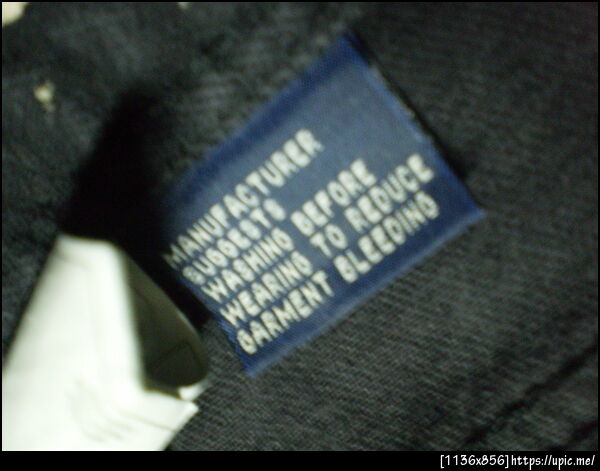 MANUFACTURER
SUGGESTS
WASHING BEFORE
WEARING TO REDUCE
GARMENT BLEEDING
[1136x856]https://upic.me/